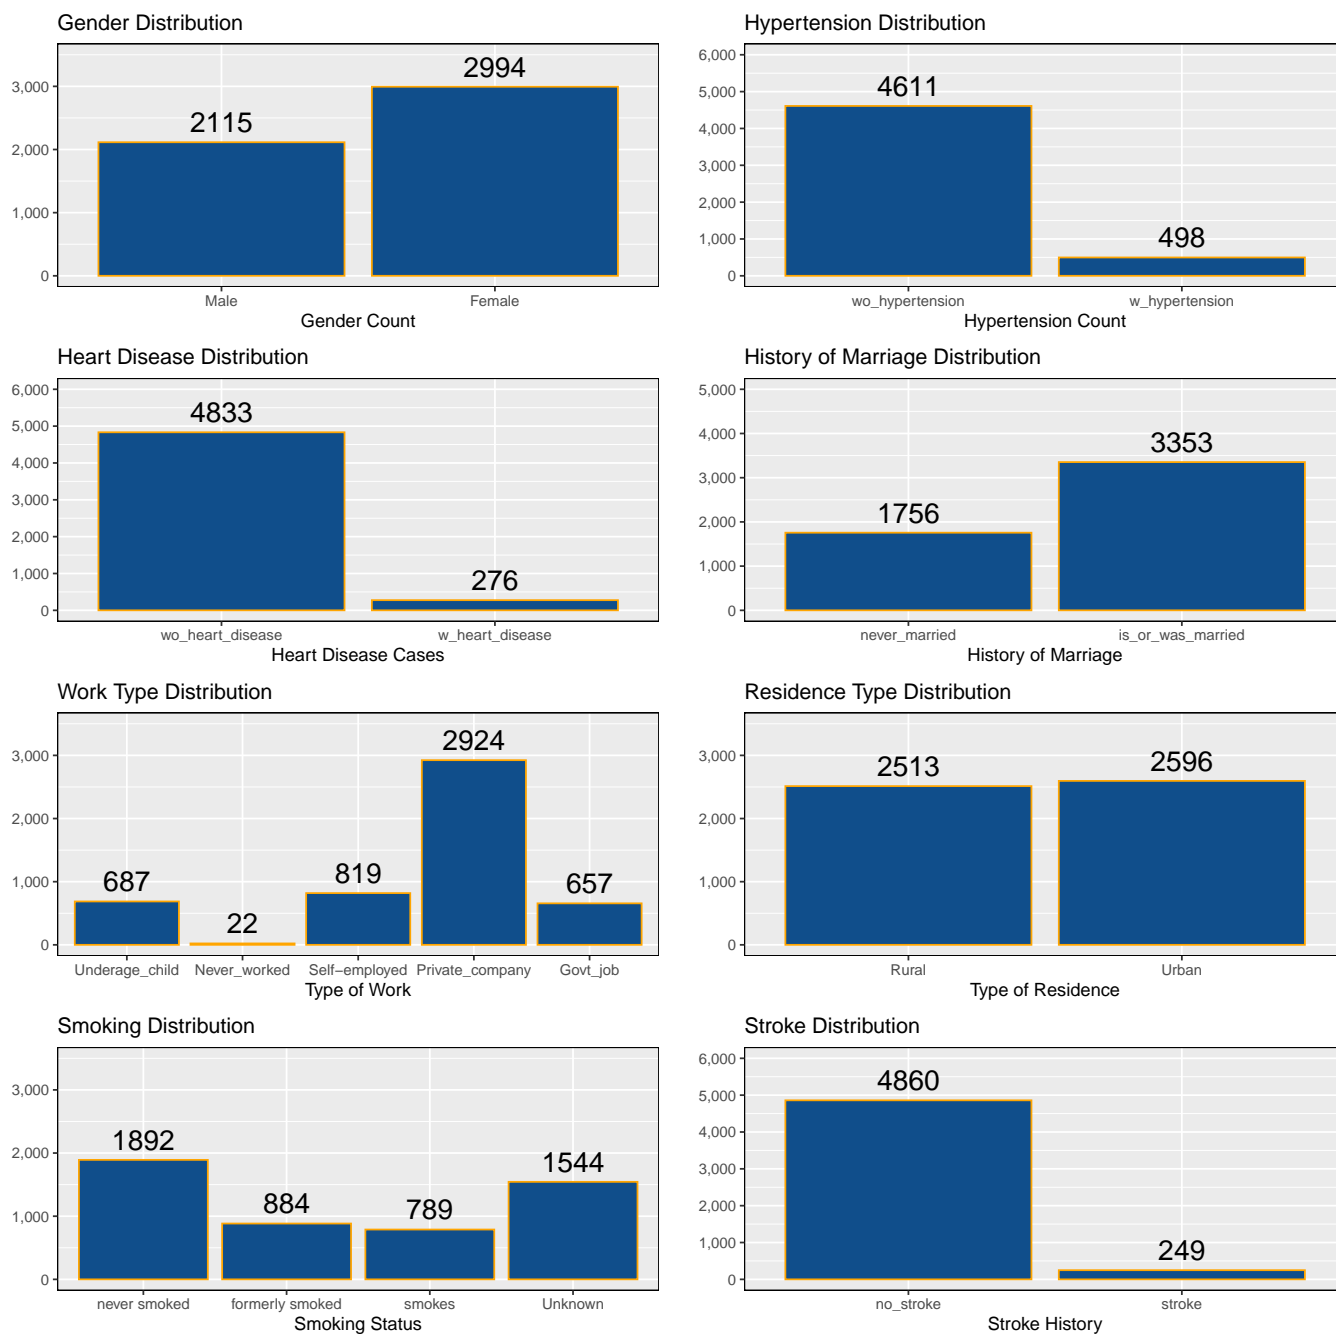 Gender Distribution
3,000
2,000
1,000
0
2115
2994
Male Female
Gender Count
Hypertension Distribution
6,000
5,000
4,000
3,000
2,000
1,000
0
4611
498
wo_hypertension w_hypertension
Hypertension Count
Heart Disease Distribution
6,000
5,000
4,000
3,000
2,000
1,000
0
4833
276
wo_heart_disease w_heart_disease
Heart Disease Cases
History of Marriage Distribution
5,000
4,000
3,000
2,000
1,000
0
1756
3353
never_married is_or_was_married
History of Marriage
Work Type Distribution
3,000
2,000
1,000
0
687
22
819
2924
657
Underage_child Never_worked Self−employed Private_company Govt_job
Type of Work
Residence Type Distribution
3,000
2,000
1,000
0
2513
2596
Rural Urban
Type of Residence
Smoking Distribution
3,000
2,000
1,000
0
1892
884
789
1544
never smoked formerly smoked smokes Unknown
Smoking Status
Stroke Distribution
6,000
5,000
4,000
3,000
2,000
1,000
0
4860
249
no_stroke stroke
Stroke History